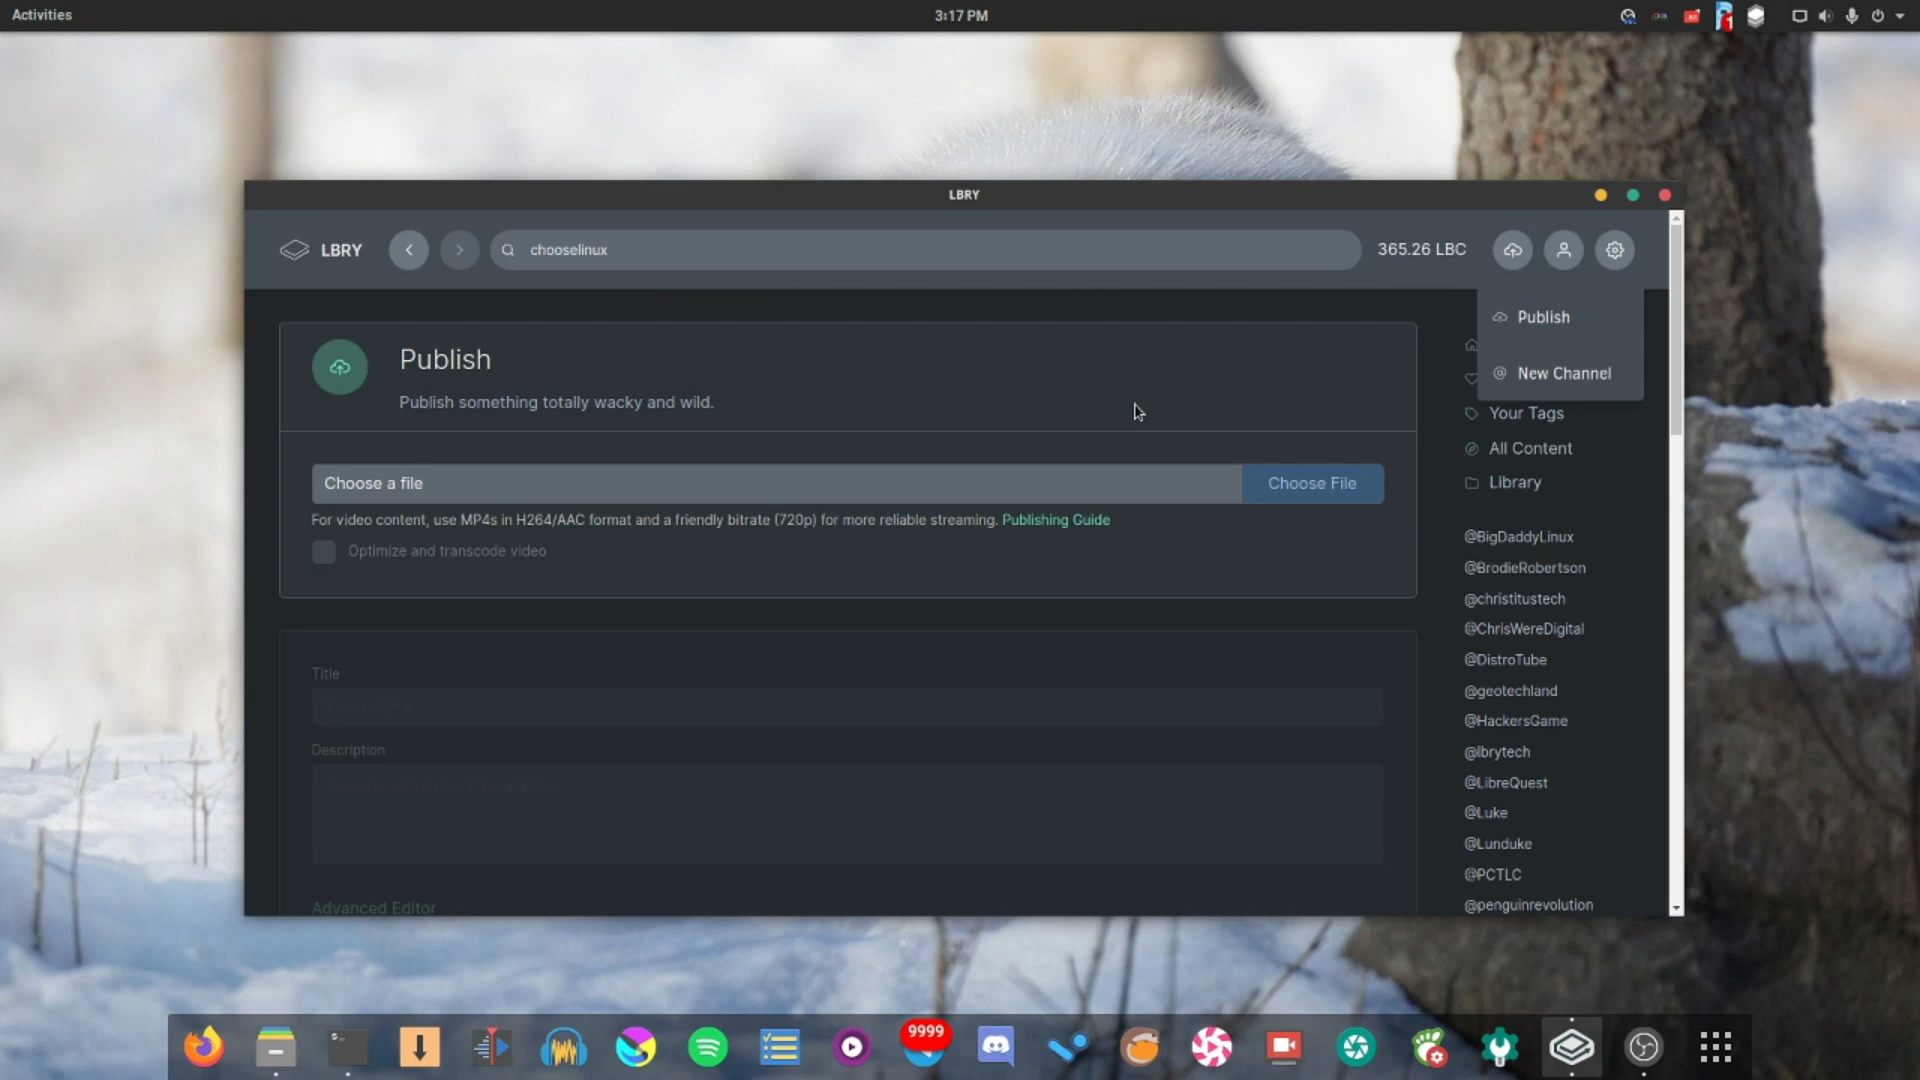 Activities
3:17 PM
LBRY
LBRY
chooselinux
365.26 LBC
Publish
New Channel
Publish
Publish something totally wacky and wild.
Choose a file
Choose File
For video content, use MP4s in H264/AAC format and a friendly bitrate (720p) for more reliable streaming. Publishing Guide
Optimize and transcode video
Title
Description
Advanced Editor
Your Tags
All Content
Library
@BigDaddyLinux
@BrodieRobertson
@christitustech
@ChrisWereDigital
@DistroTube
@geotechland
@HackersGame
@lbrytech
@LibreQuest
@Luke
@Lunduke
@PCTLC
@penguinrevolution
9999